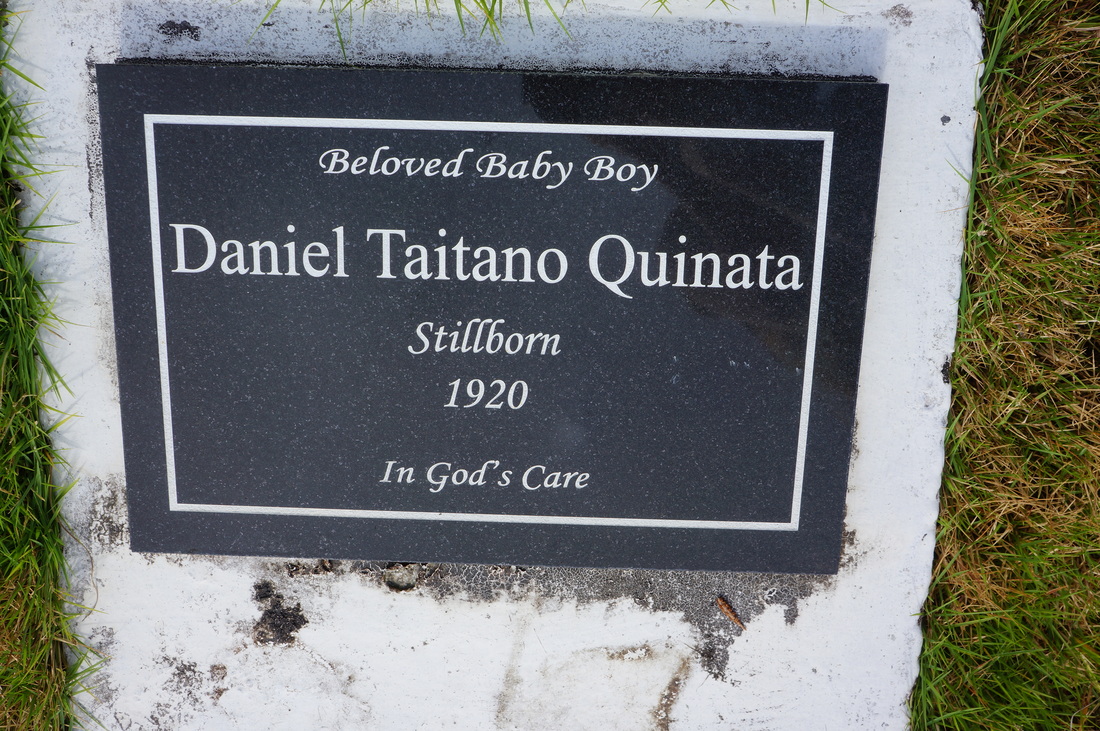 Beloved Baby Boy
Daniel Taitano Quinata
Stillborn
1920
In God's Care